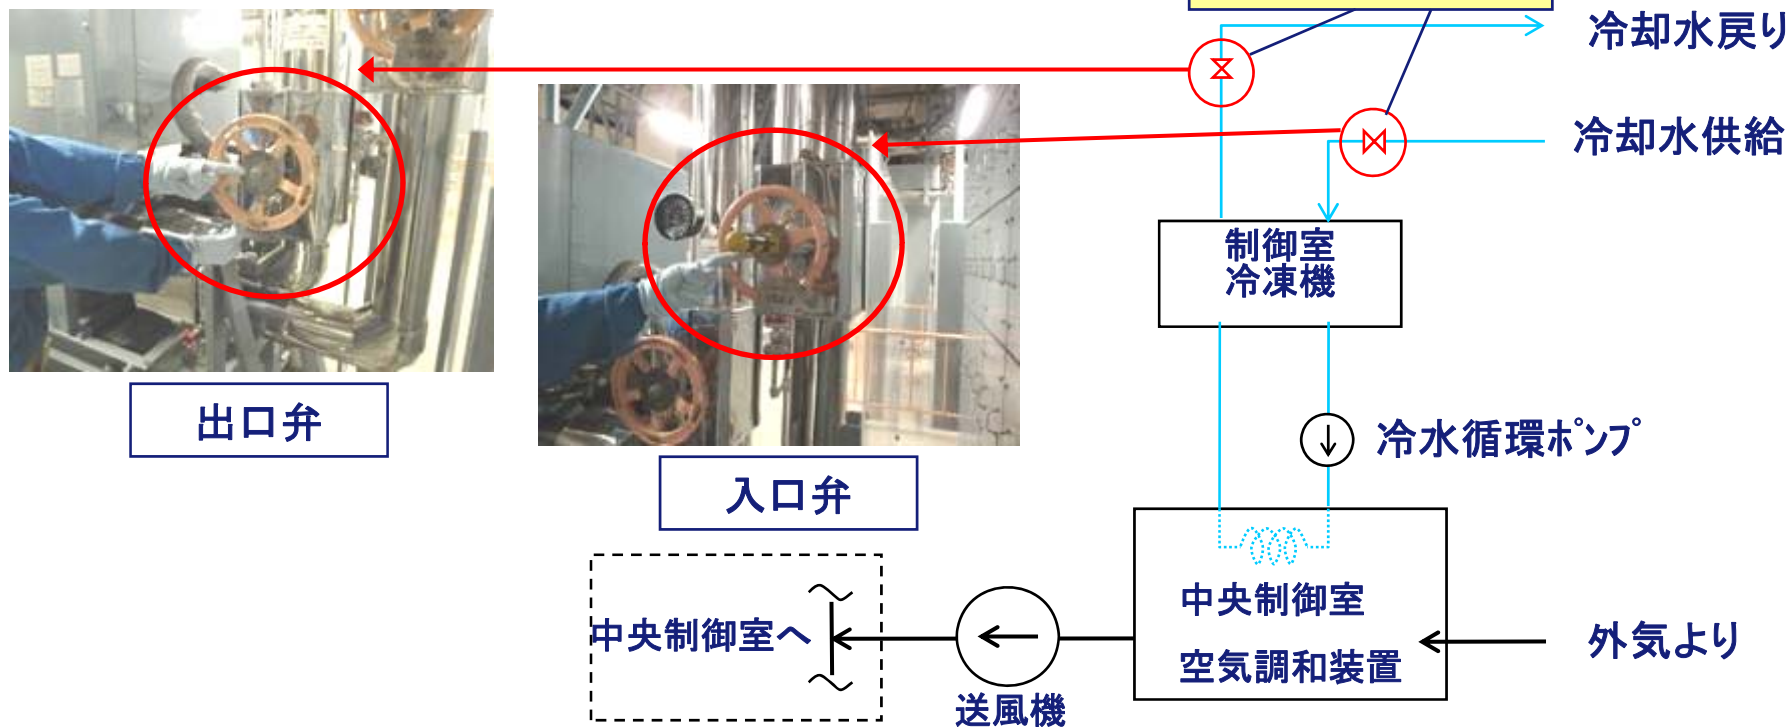 冷却水戻り
冷却水供給
制御室
冷凍機
出口弁
入口弁
冷水循環ポンプ
中央制御室へ
送風機
中央制御室
空気調和装置
外気より